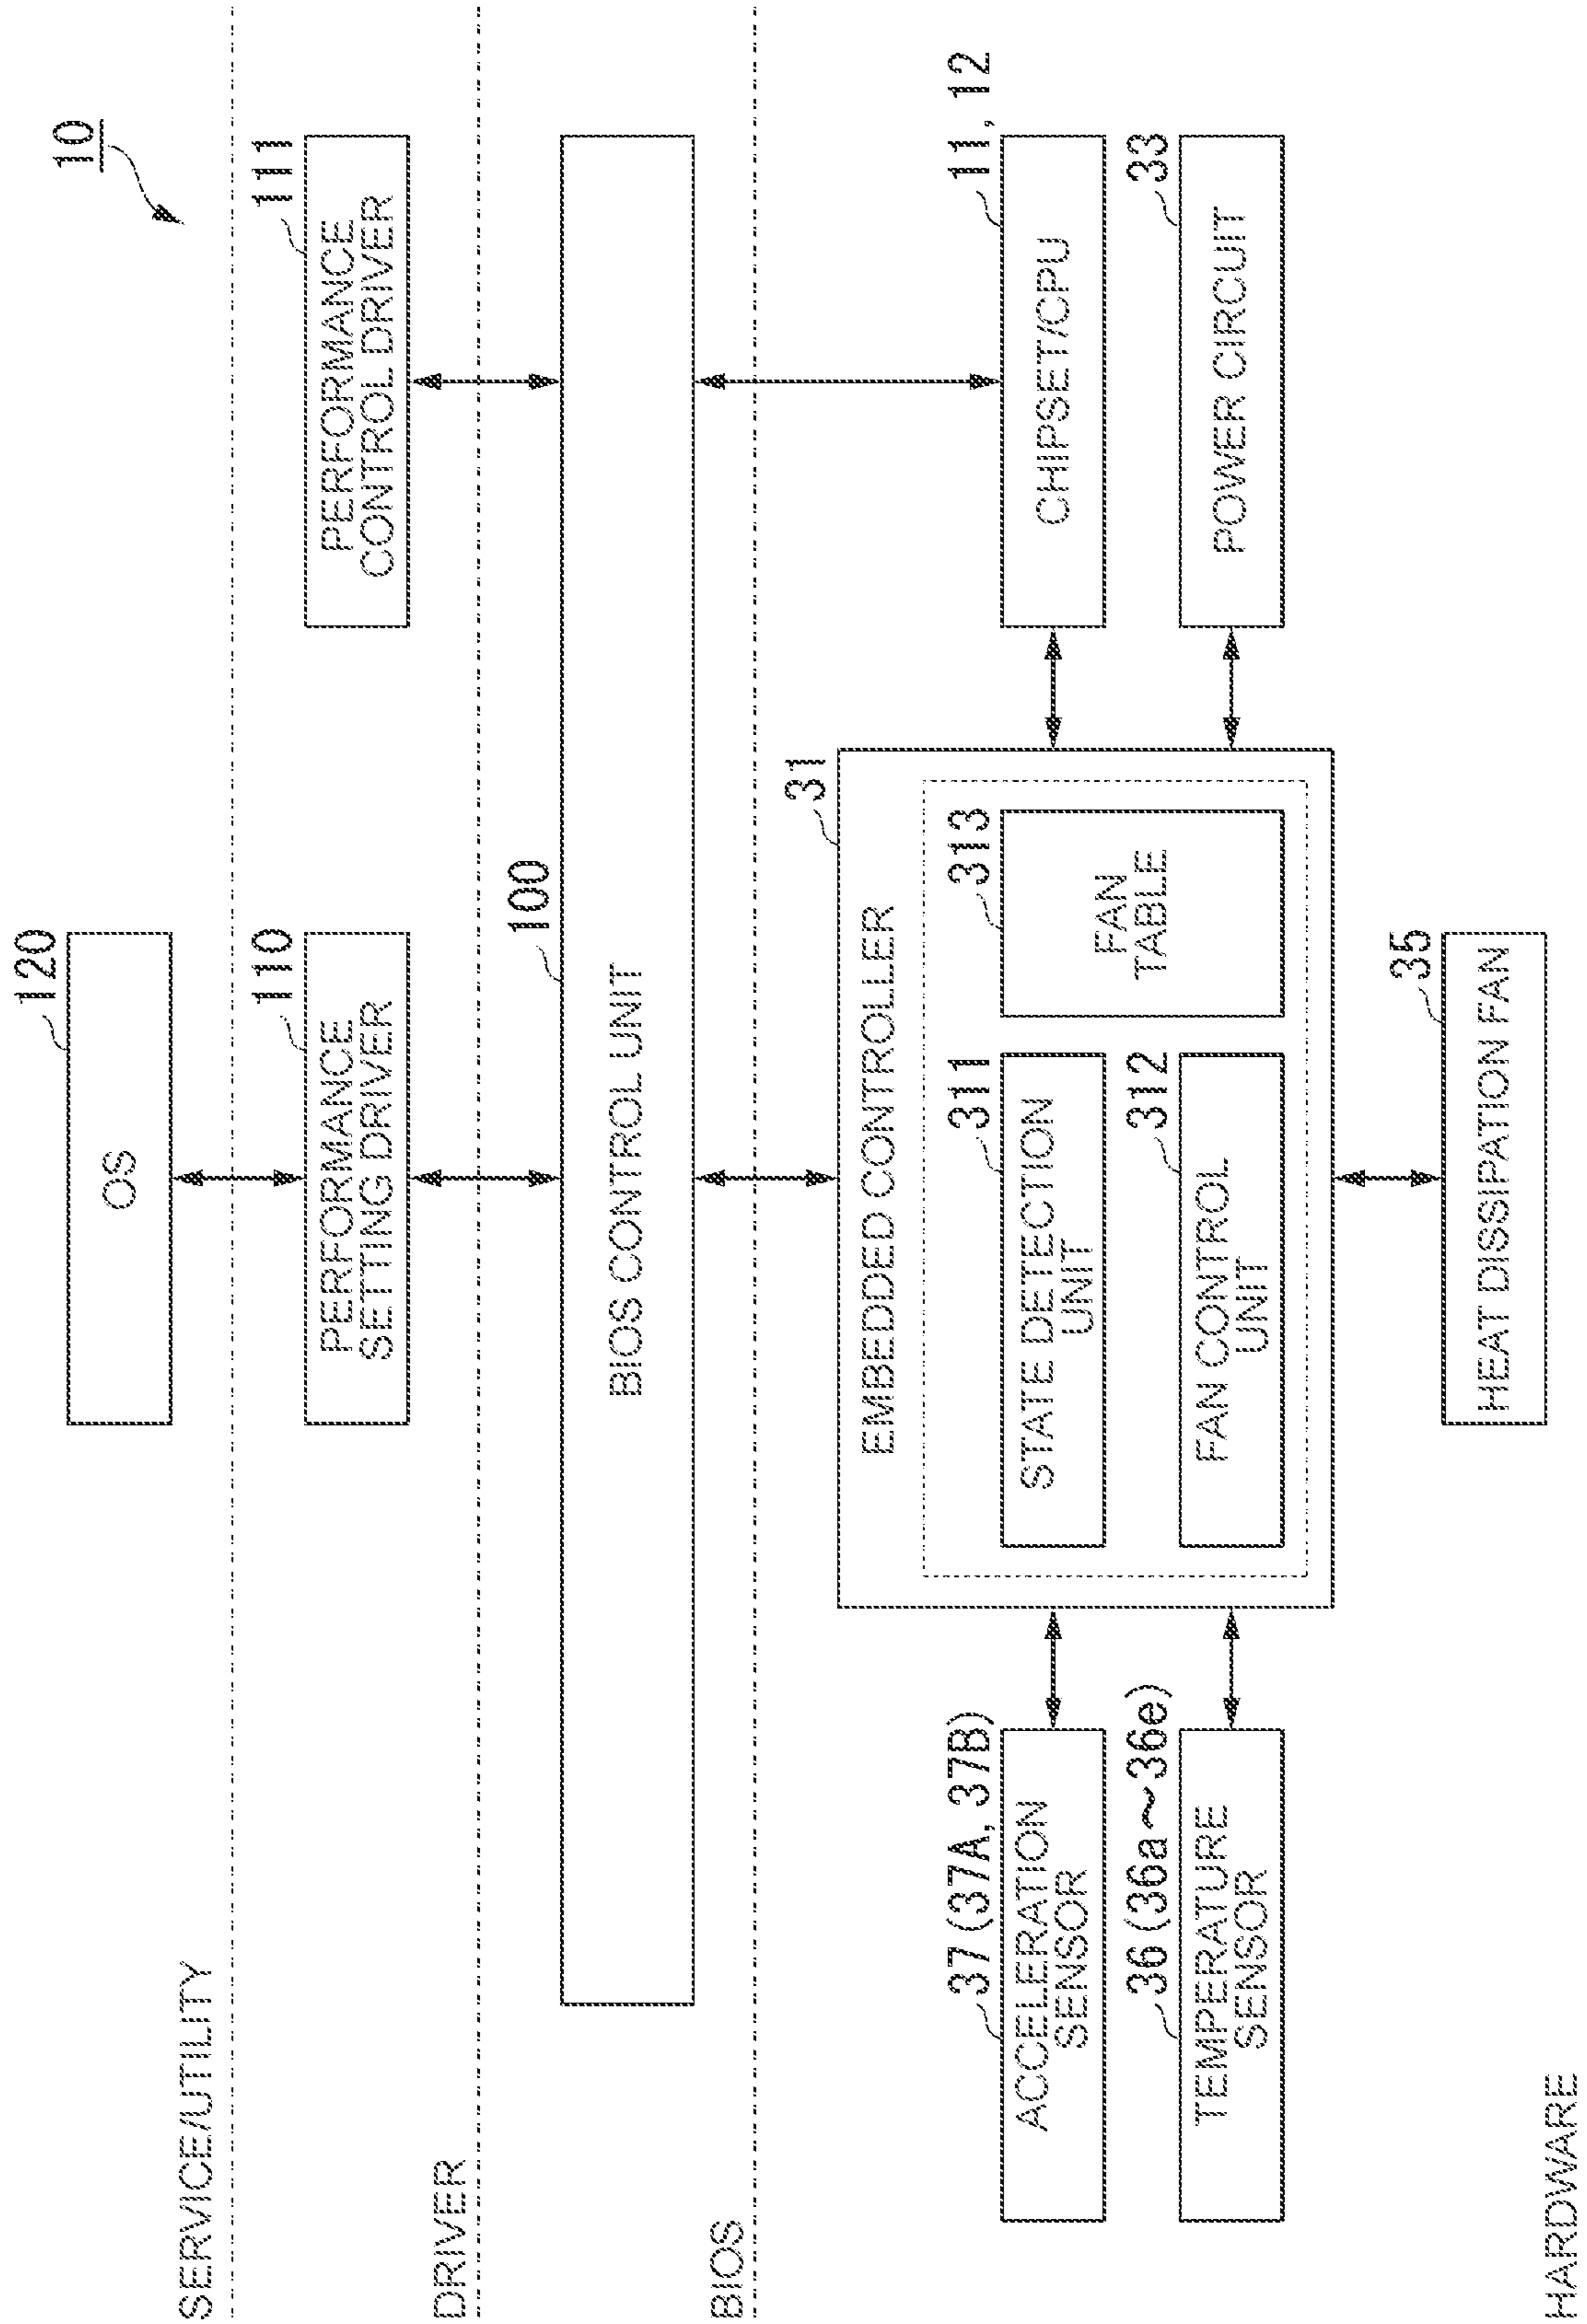 10
120
OS
SERVICE/UTILITY
110
PERFORMANCE
SETTING DRIVER
111
PERFORMANCE
CONTROL DRIVER
DRIVER
100
BIOS CONTROL UNIT
BIOS
31
EMBEDDED CONTROLLER
37 (37A, 37B)
ACCELERATION
SENSOR
311
STATE DETECTION
UNIT
313
FAN
TABLE
11, 12
CHIPSET/CPU
36 (36a~36e)
TEMPERATURE
SENSOR
312
FAN CONTROL
UNIT
33
POWER CIRCUIT
35
HEAT DISSIPATION FAN
HARDWARE